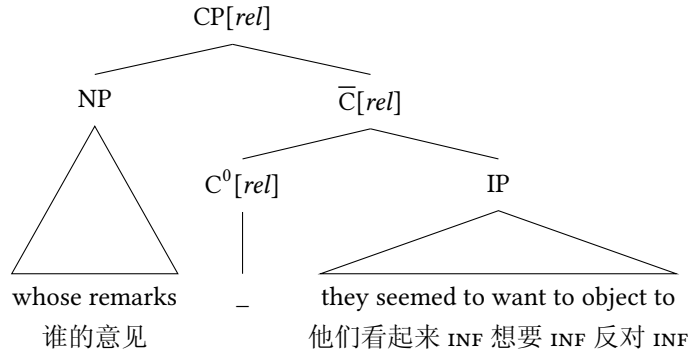 CP[rel]
NP
C̅[rel]
C⁰[rel]
IP
whose remarks
–
they seemed to want to object to
谁的意见
他们看起来 INF 想要 INF 反对 INF